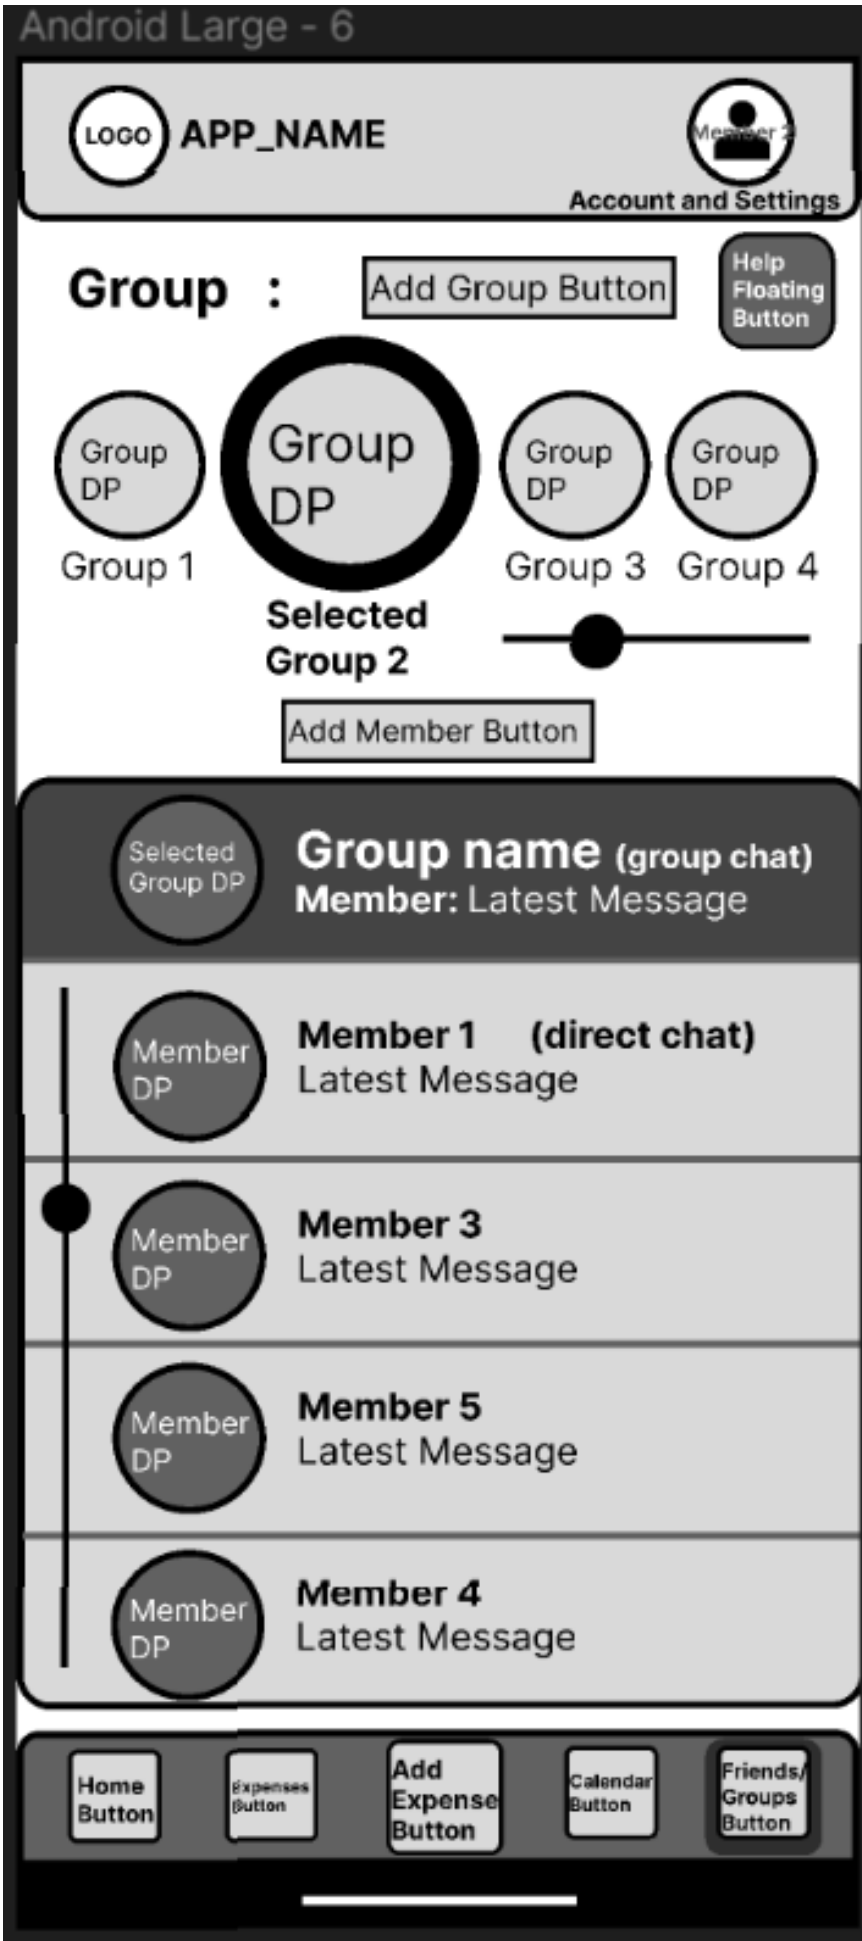 Android Large - 6
LOGO APP_NAME
Member 2
Account and Settings
Group :
Add Group Button
Help
Floating
Button
Group
DP
Group 1
Group
DP
Selected
Group 2
Group
DP
Group 3
Group
DP
Group 4
Add Member Button
Selected
Group DP
Group name (group chat)
Member: Latest Message
Member
DP
Member 1 (direct chat)
Latest Message
Member
DP
Member 3
Latest Message
Member
DP
Member 5
Latest Message
Member
DP
Member 4
Latest Message
Home
Button
Expenses
Button
Add
Expense
Button
Calendar
Button
Friends/
Groups
Button